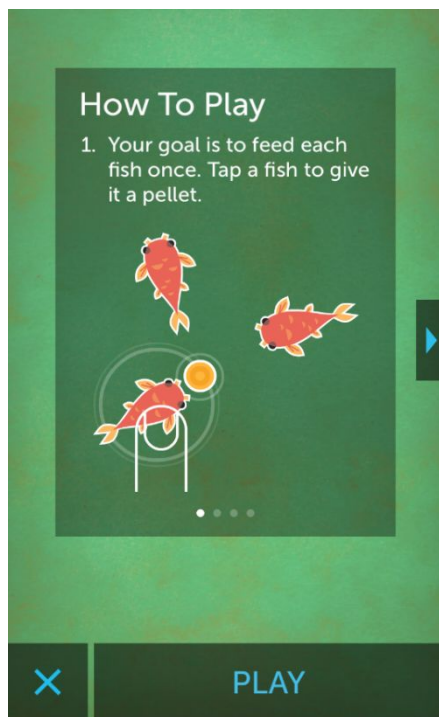 How To Play
1. Your goal is to feed each
fish once. Tap a fish to give
it a pellet.
PLAY